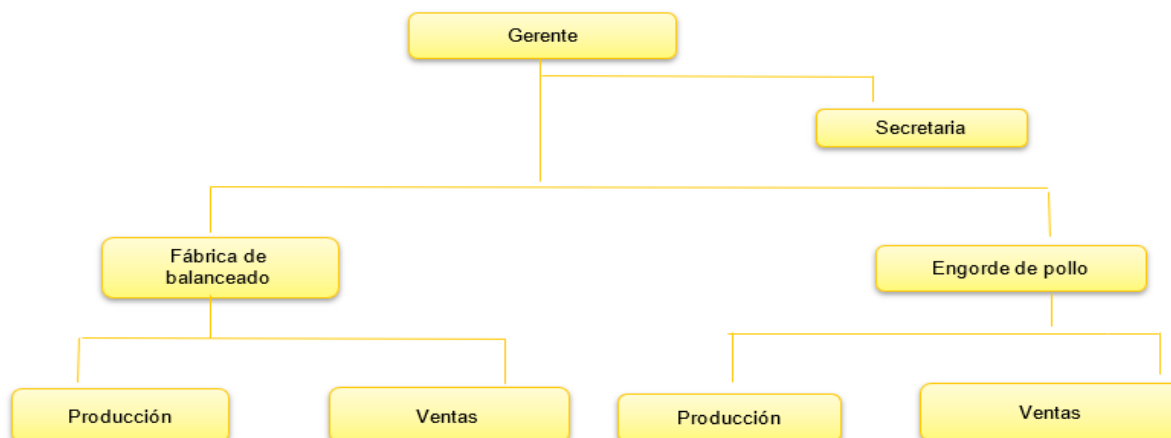 Gerente
Secretaria
Fábrica de
balanceado
Engorde de pollo
Producción
Ventas
Producción
Ventas